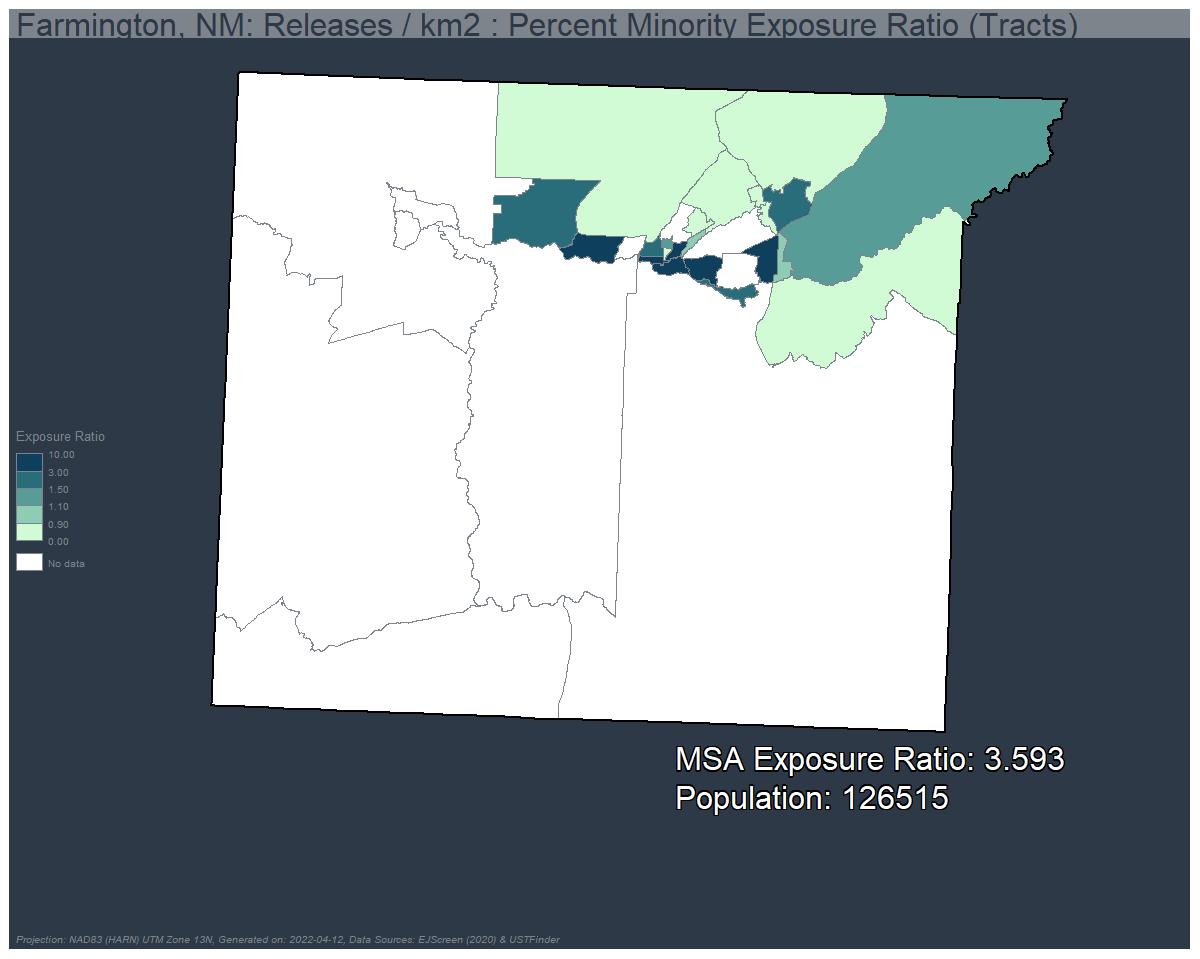 Farmington, NM: Releases / km2 : Percent Minority Exposure Ratio (Tracts)
Exposure Ratio
10.00
3.00
1.50
1.10
0.90
0.00
No data
MSA Exposure Ratio: 3.593
Population: 126515
Projection: NAD83 (HARN) UTM Zone 13N, Generated on: 2022-04-12, Data Sources: EJScreen (2020) & USTFinder